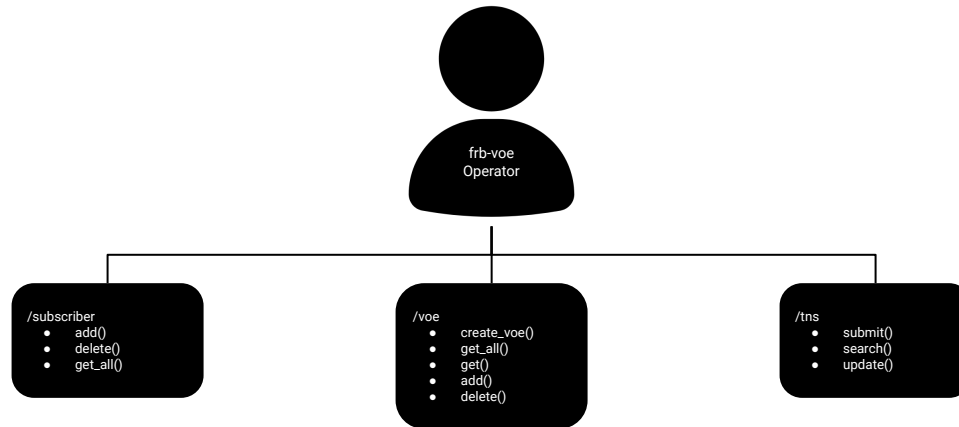 frb-voe
Operator
/subscriber
● add()
● delete()
● get_all()
/voe
● create_voe()
● get_all()
● get()
● add()
● delete()
/tns
● submit()
● search()
● update()